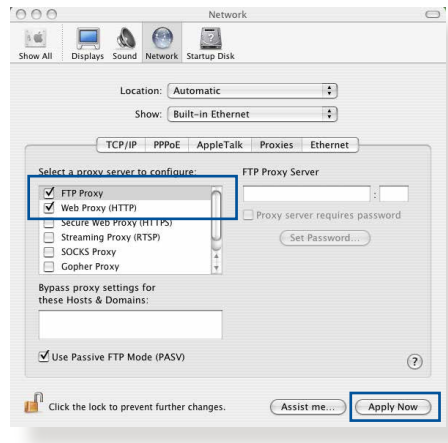 Network
Show All Displays Sound Network Startup Disk
Location: Automatic
Show: Built-in Ethernet
TCP/IP PPPoE AppleTalk Proxies Ethernet
Select a proxy server to configure: FTP Proxy Server
FTP Proxy
Web Proxy (HTTP) :
Secure Web Proxy (HTTPS) Proxy server requires password
Streaming Proxy (RTSP) Set Password...
SOCKS Proxy
Gopher Proxy
Bypass proxy settings for
these Hosts & Domains:
Use Passive FTP Mode (PASV) ?
Click the lock to prevent further changes. Assist me... Apply Now